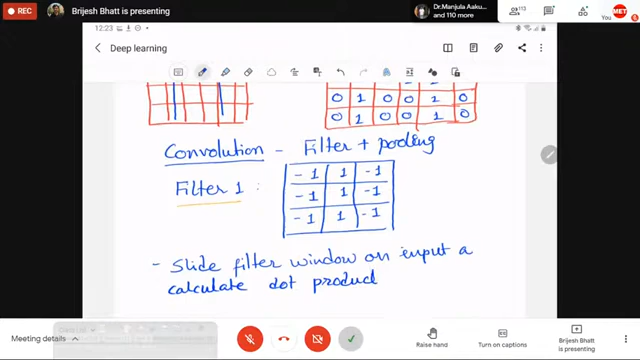 REC
Brijesh Bhatt is presenting
Dr.Manjula Aaku...
and 110 more
113
You
MET
12:23
Deep learning
0 1 0 0 1 0
0 1 0 0 1 0
Convolution - Filter + pooling
Filter 1 :
-1 1 -1
-1 1 -1
-1 1 -1
- Slide filter window on input a
calculate dot product
Meeting details
Raise hand
Turn on captions
Brijesh Bhatt
is presenting